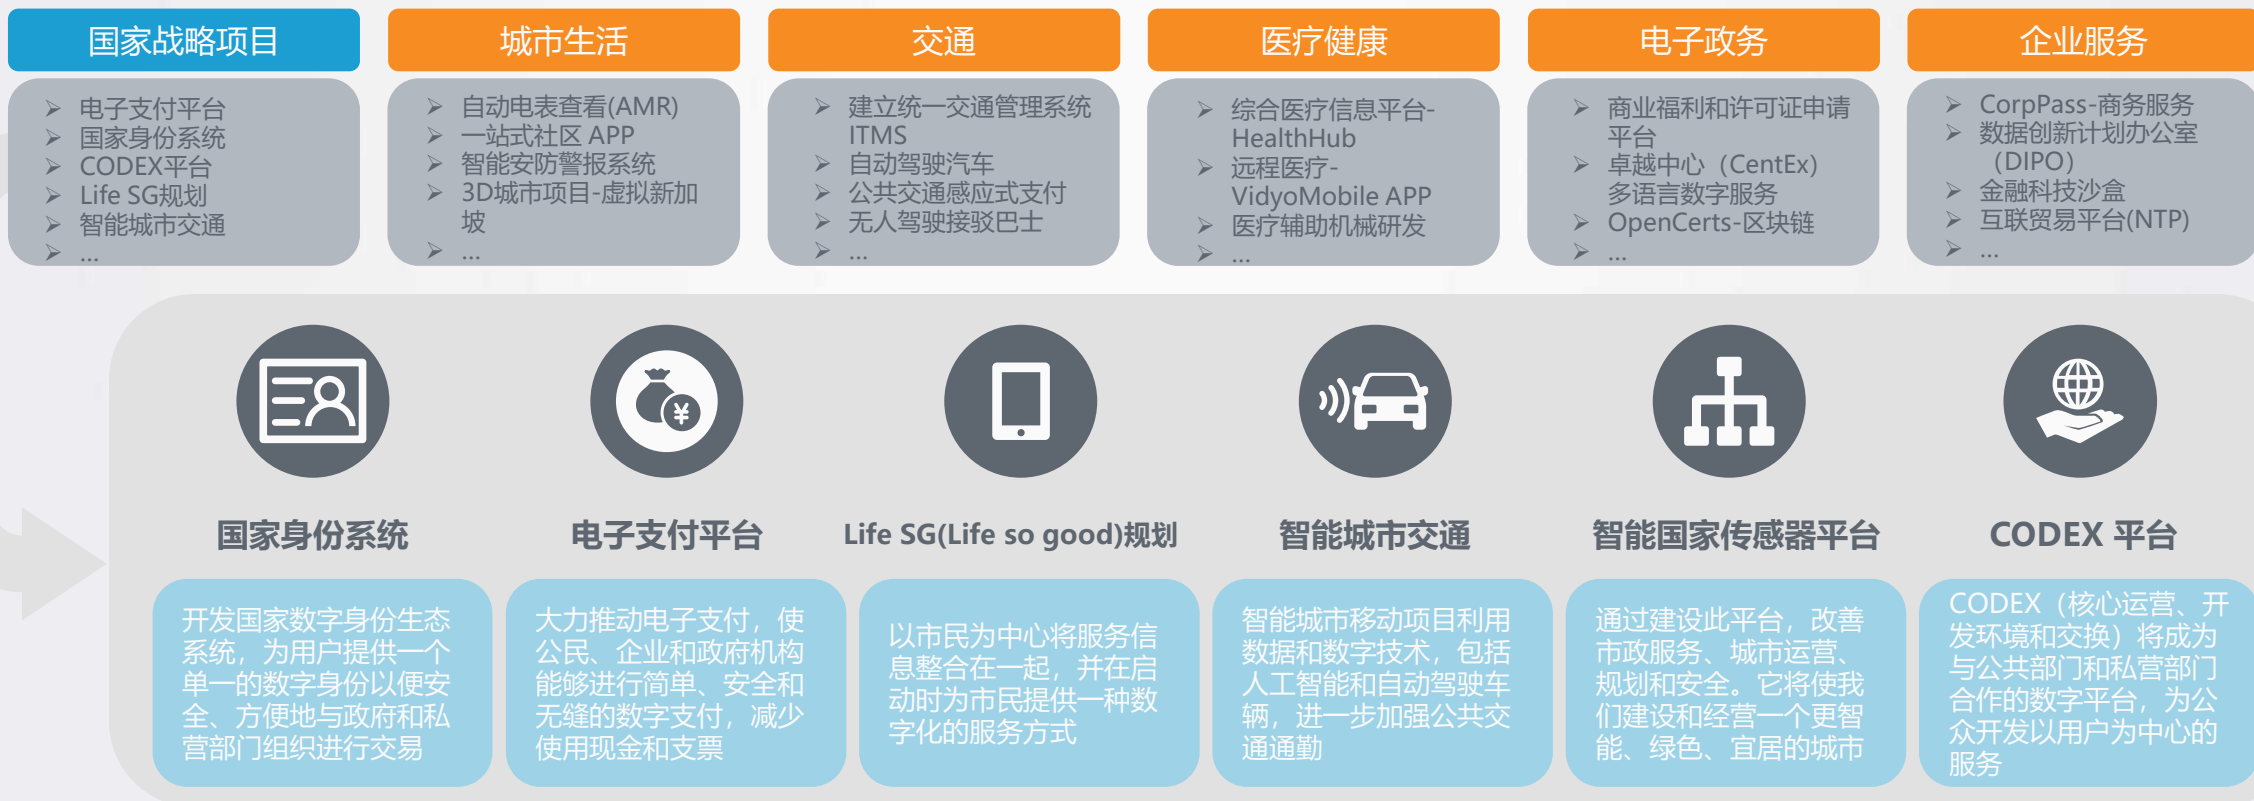 国家战略项目
电子支付平台
国家身份系统
CODEX平台
Life SG规划
智能城市交通
...
城市生活
自动电表查看(AMR)
一站式社区 APP
智能安防警报系统
3D城市项目-虚拟新加
坡
...
交通
建立统一交通管理系统
ITMS
自动驾驶汽车
公共交通感应式支付
无人驾驶接驳巴士
...
医疗健康
综合医疗信息平台-
HealthHub
远程医疗-
VidyoMobile APP
医疗辅助机械研发
...
电子政务
商业福利和许可证申请
平台
卓越中心（CentEx）
多语言数字服务
OpenCerts-区块链
...
企业服务
CorpPass-商务服务
数据创新计划办公室
（DIPO）
金融科技沙盒
互联贸易平台(NTP)
...
国家身份系统
开发国家数字身份生态
系统，为用户提供一个
单一的数字身份以便安
全、方便地与政府和私
营部门组织进行交易
¥
电子支付平台
大力推动电子支付，使
公民、企业和政府机构
能够进行简单、安全和
无缝的数字支付，减少
使用现金和支票
Life SG(Life so good)规划
以市民为中心将服务信
息整合在一起，并在启
动时为市民提供一种数
字化的服务方式
智能城市交通
智能城市移动项目利用
数据和数字技术，包括
人工智能和自动驾驶车
辆，进一步加强公共交
通通勤
智能国家传感器平台
通过建设此平台，改善
市政服务、城市运营、
规划和安全。它将使我
们建设和经营一个更智
能、绿色、宜居的城市
CODEX 平台
CODEX（核心运营、开
发环境和交换）将成为
与公共部门和私营部门
合作的数字平台，为公
众开发以用户为中心的
服务